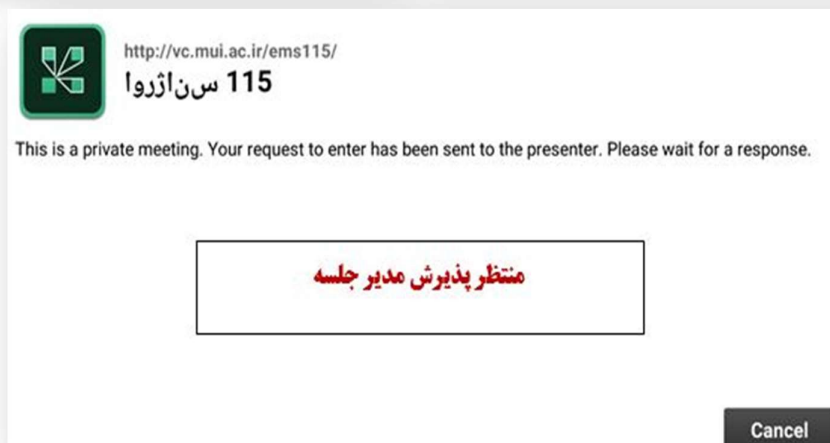 http://vc.mui.ac.ir/ems115/
115 سناژروا
This is a private meeting. Your request to enter has been sent to the presenter. Please wait for a response.
منتظر پذیرش مدیر جلسه
Cancel